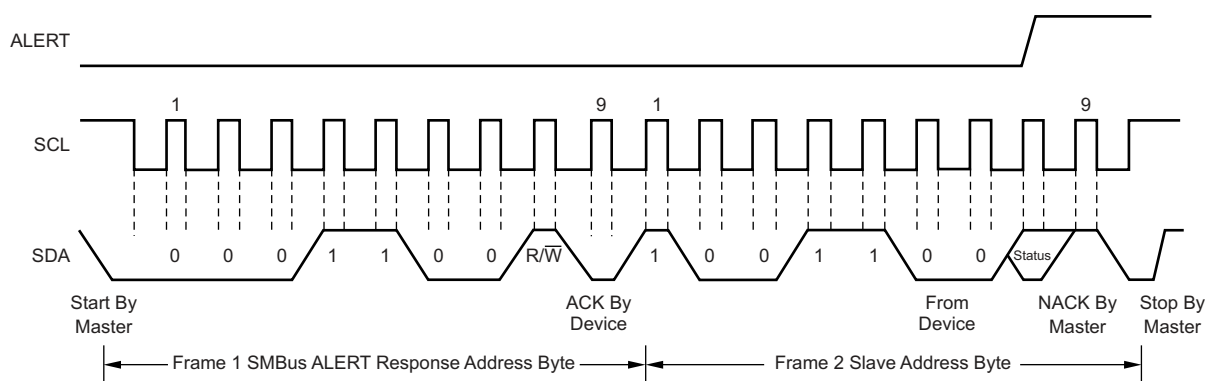 ALERT
1 9 1 9
SCL
SDA 0 0 0 1 1 0 0 R/W 1 0 0 1 1 0 0 Status
Start By
Master
ACK By
Device
From
Device
NACK By
Master
Stop By
Master
Frame 1 SMBus ALERT Response Address Byte
Frame 2 Slave Address Byte